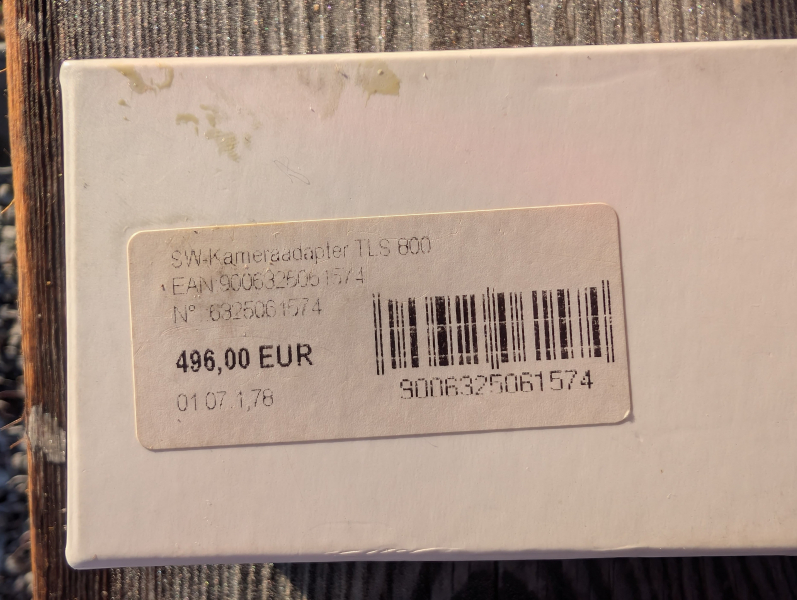 SW-Kameraadapter TLS 800
EAN 9006325061574
N° 6325061574
496,00 EUR
01 07.1,78
9006325061574